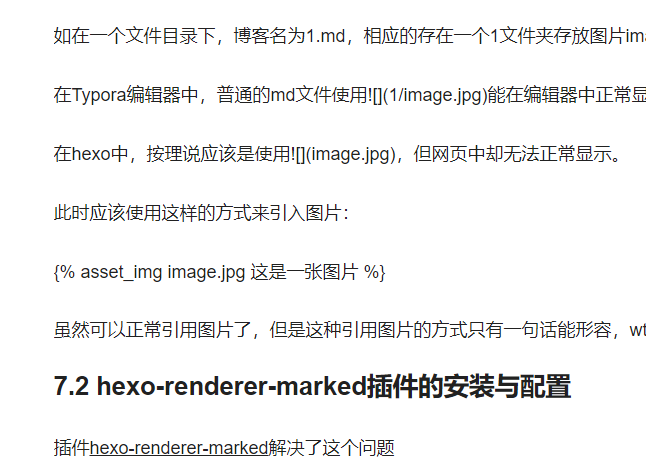 如在一个文件目录下，博客名为1.md，相应的存在一个1文件夹存放图片
在Typora编辑器中，普通的md文件使用![](1/image.jpg)能在编辑器中正常
在hexo中，按理说应该是使用![](image.jpg)，但网页中却无法正常显示。
此时应该使用这样的方式来引入图片：
{% asset_img image.jpg 这是一张图片 %}
虽然可以正常引用图片了，但是这种引用图片的方式只有一句话能形容，
7.2 hexo-renderer-marked插件的安装与配置
插件hexo-renderer-marked解决了这个问题